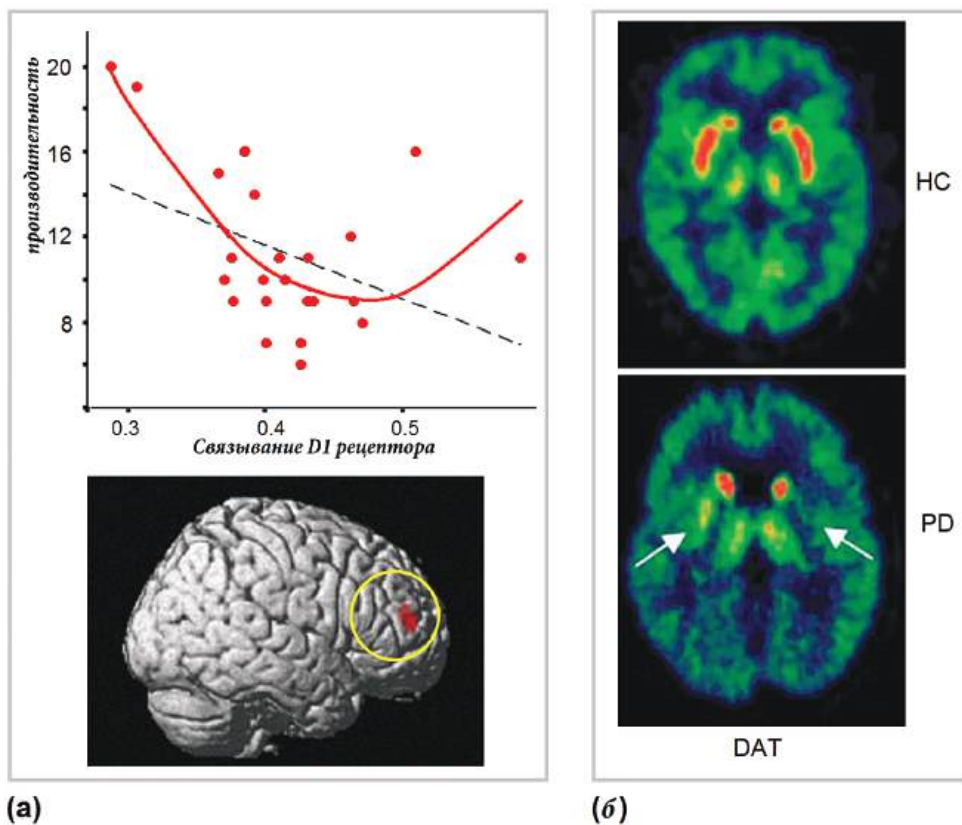 производительность
20
16
12
8
0.3
0.4
0.5
Связывание D1 рецептора
HC
PD
DAT
(а)
(б)